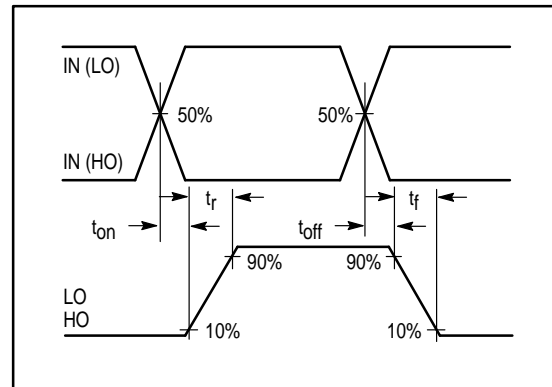 IN (LO)
50% 50%
IN (HO)
tr tf
ton toff
90% 90%
LO
HO
10% 10%